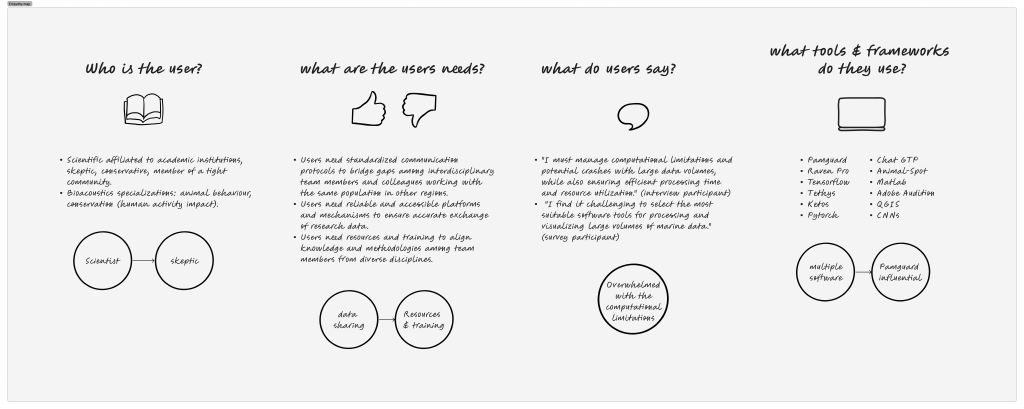 Empathy map
Who is the user?
• Scientific affiliated to academic institutions,
skeptic, conservative, member of a tight
community.
• Bioacoustics specializations: animal behaviour,
conservation (human activity impact).
Scientist
skeptic
what are the users needs?
• Users need standardized communication
protocols to bridge gaps among interdisciplinary
team members and colleagues working with
the same population in other regions.
• Users need reliable and accessible platforms
and mechanisms to ensure accurate exchange
of research data.
• Users need resources and training to align
knowledge and methodologies among team
members from diverse disciplines.
data
sharing
Resources
& training
what do users say?
• "I must manage computational limitations and
potential crashes with large data volumes,
while also ensuring efficient processing time
and resource utilization." (interview participant)
• "I find it challenging to select the most
suitable software tools for processing and
visualizing large volumes of marine data."
(survey participant)
Overwhelmed
with the
computational
limitations
what tools & frameworks
do they use?
• Pamguard
• Raven Pro
• Tensorflow
• Tethys
• Ketos
• Pytorch
• Chat GTP
• Animal-Spot
• Matlab
• Adobe Audition
• QGIS
• CNNs
multiple
software
Pamguard
influential